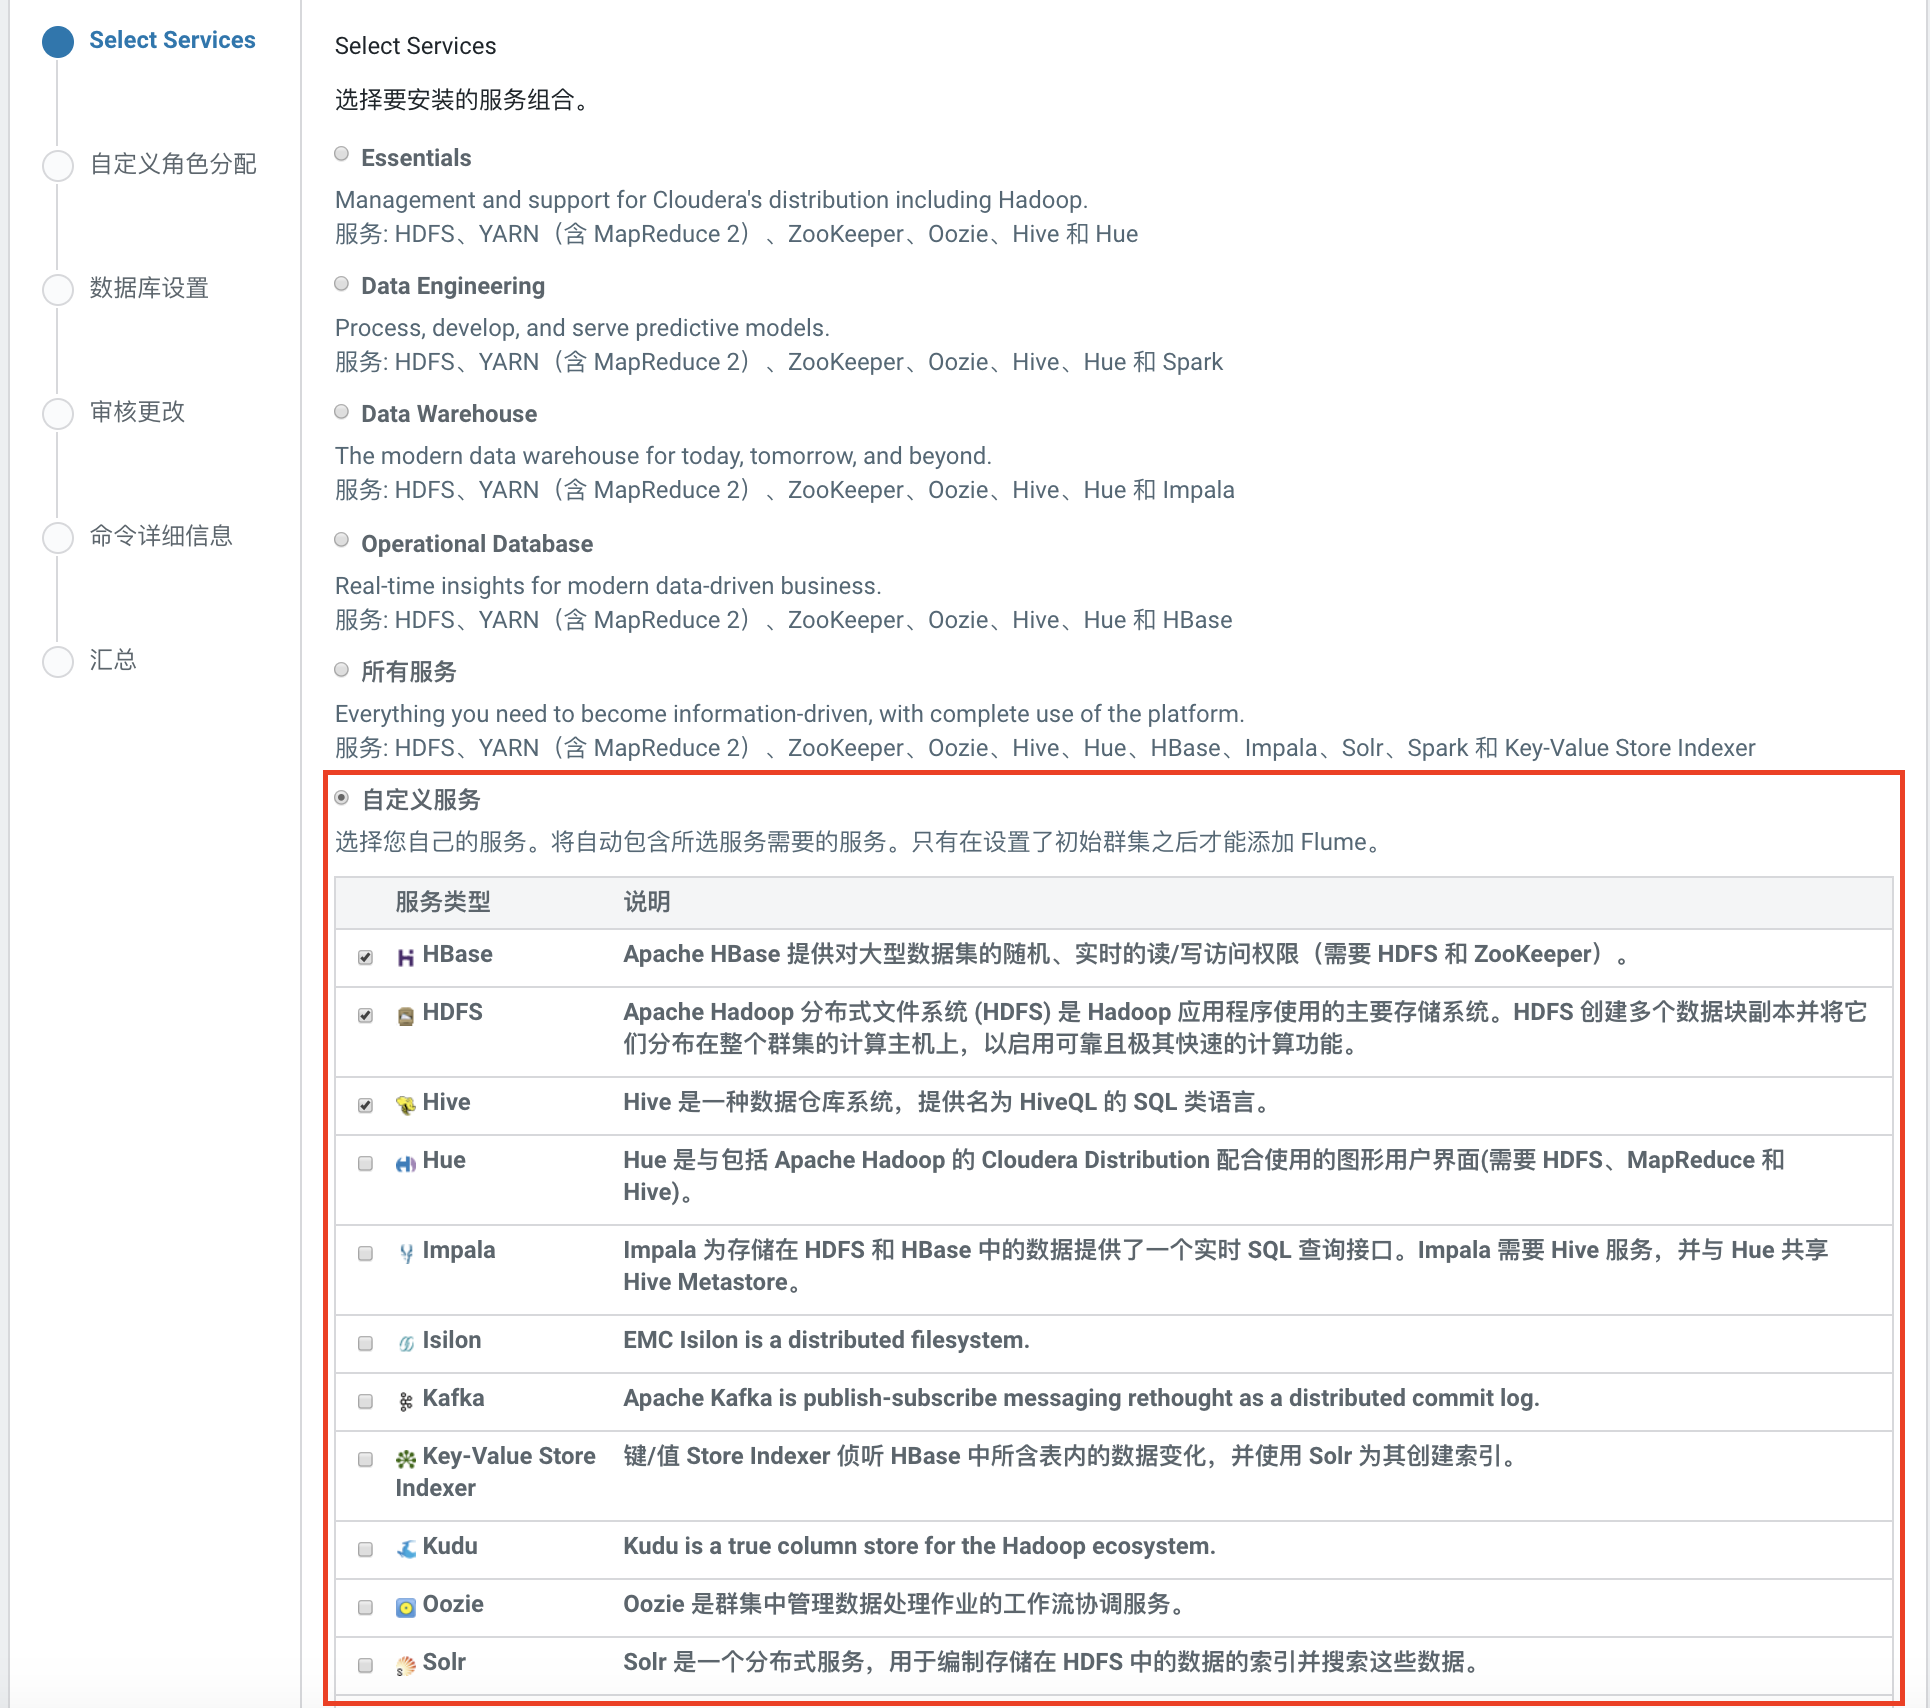 Select Services
自定义角色分配
数据库设置
审核更改
命令详细信息
汇总
Select Services
选择要安装的服务组合。
Essentials
Management and support for Cloudera's distribution including Hadoop.
服务: HDFS、YARN（含 MapReduce 2）、ZooKeeper、Oozie、Hive 和 Hue
Data Engineering
Process, develop, and serve predictive models.
服务: HDFS、YARN（含 MapReduce 2）、ZooKeeper、Oozie、Hive、Hue 和 Spark
Data Warehouse
The modern data warehouse for today, tomorrow, and beyond.
服务: HDFS、YARN（含 MapReduce 2）、ZooKeeper、Oozie、Hive、Hue 和 Impala
Operational Database
Real-time insights for modern data-driven business.
服务: HDFS、YARN（含 MapReduce 2）、ZooKeeper、Oozie、Hive、Hue 和 HBase
所有服务
Everything you need to become information-driven, with complete use of the platform.
服务: HDFS、YARN（含 MapReduce 2）、ZooKeeper、Oozie、Hive、Hue、HBase、Impala、Solr、Spark 和 Key-Value Store Indexer
自定义服务
选择您自己的服务。将自动包含所选服务需要的服务。只有在设置了初始群集之后才能添加 Flume。
服务类型 说明
HBase Apache HBase 提供对大型数据集的随机、实时的读/写访问权限（需要 HDFS 和 ZooKeeper）。
HDFS Apache Hadoop 分布式文件系统 (HDFS) 是 Hadoop 应用程序使用的主要存储系统。HDFS 创建多个数据块副本并将它
们分布在整个群集的计算主机上，以启用可靠且极其快速的计算功能。
Hive Hive 是一种数据仓库系统，提供名为 HiveQL 的 SQL 类语言。
Hue Hue 是与包括 Apache Hadoop 的 Cloudera Distribution 配合使用的图形用户界面(需要 HDFS、MapReduce 和
Hive)。
Impala Impala 为存储在 HDFS 和 HBase 中的数据提供了一个实时 SQL 查询接口。Impala 需要 Hive 服务，并与 Hue 共享
Hive Metastore。
Isilon EMC Isilon is a distributed filesystem.
Kafka Apache Kafka is publish-subscribe messaging rethought as a distributed commit log.
Key-Value Store 键/值 Store Indexer 侦听 HBase 中所含表内的数据变化，并使用 Solr 为其创建索引。
Indexer
Kudu Kudu is a true column store for the Hadoop ecosystem.
Oozie Oozie 是群集中管理数据处理作业的工作流协调服务。
Solr Solr 是一个分布式服务，用于编制存储在 HDFS 中的数据的索引并搜索这些数据。